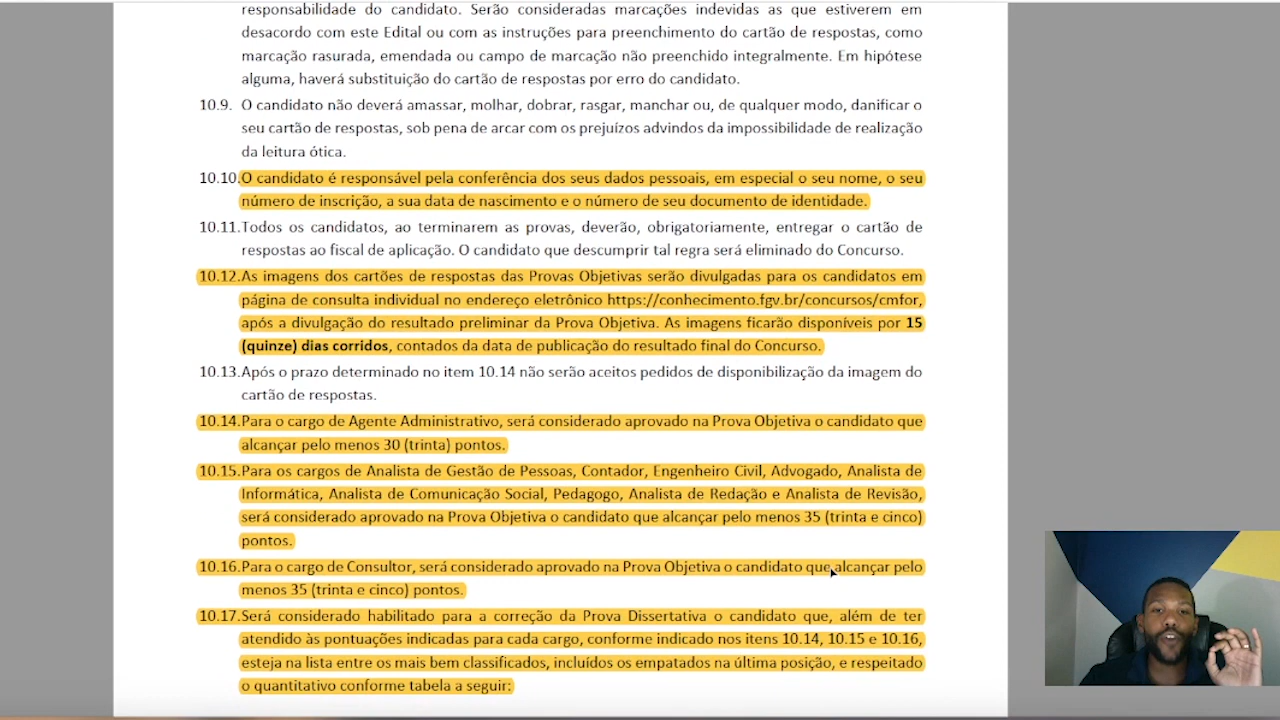 responsabilidade do candidato. Serão consideradas marcações indevidas as que estiverem em
desacordo com este Edital ou com as instruções para preenchimento do cartão de respostas, como
marcação rasurada, emendada ou campo de marcação não preenchido integralmente. Em hipótese
alguma, haverá substituição do cartão de respostas por erro do candidato.
10.9. O candidato não deverá amassar, molhar, dobrar, rasgar, manchar ou, de qualquer modo, danificar o
seu cartão de respostas, sob pena de arcar com os prejuízos advindos da impossibilidade de realização
da leitura ótica.
10.10.O candidato é responsável pela conferência dos seus dados pessoais, em especial o seu nome, o seu
número de inscrição, a sua data de nascimento e o número de seu documento de identidade.
10.11.Todos os candidatos, ao terminarem as provas, deverão, obrigatoriamente, entregar o cartão de
respostas ao fiscal de aplicação. O candidato que descumprir tal regra será eliminado do Concurso.
10.12.As imagens dos cartões de respostas das Provas Objetivas serão divulgadas para os candidatos em
página de consulta individual no endereço eletrônico https://conhecimento.fgv.br/concursos/cmfor,
após a divulgação do resultado preliminar da Prova Objetiva. As imagens ficarão disponíveis por 15
(quinze) dias corridos, contados da data de publicação do resultado final do Concurso.
10.13.Após o prazo determinado no item 10.14 não serão aceitos pedidos de disponibilização da imagem do
cartão de respostas.
10.14.Para o cargo de Agente Administrativo, será considerado aprovado na Prova Objetiva o candidato que
alcançar pelo menos 30 (trinta) pontos.
10.15.Para os cargos de Analista de Gestão de Pessoas, Contador, Engenheiro Civil, Advogado, Analista de
Informática, Analista de Comunicação Social, Pedagogo, Analista de Redação e Analista de Revisão,
será considerado aprovado na Prova Objetiva o candidato que alcançar pelo menos 35 (trinta e cinco)
pontos.
10.16.Para o cargo de Consultor, será considerado aprovado na Prova Objetiva o candidato que alcançar pelo
menos 35 (trinta e cinco) pontos.
10.17.Será considerado habilitado para a correção da Prova Dissertativa o candidato que, além de ter
atendido às pontuações indicadas para cada cargo, conforme indicado nos itens 10.14, 10.15 e 10.16,
esteja na lista entre os mais bem classificados, incluídos os empatados na última posição, e respeitado
o quantitativo conforme tabela a seguir: